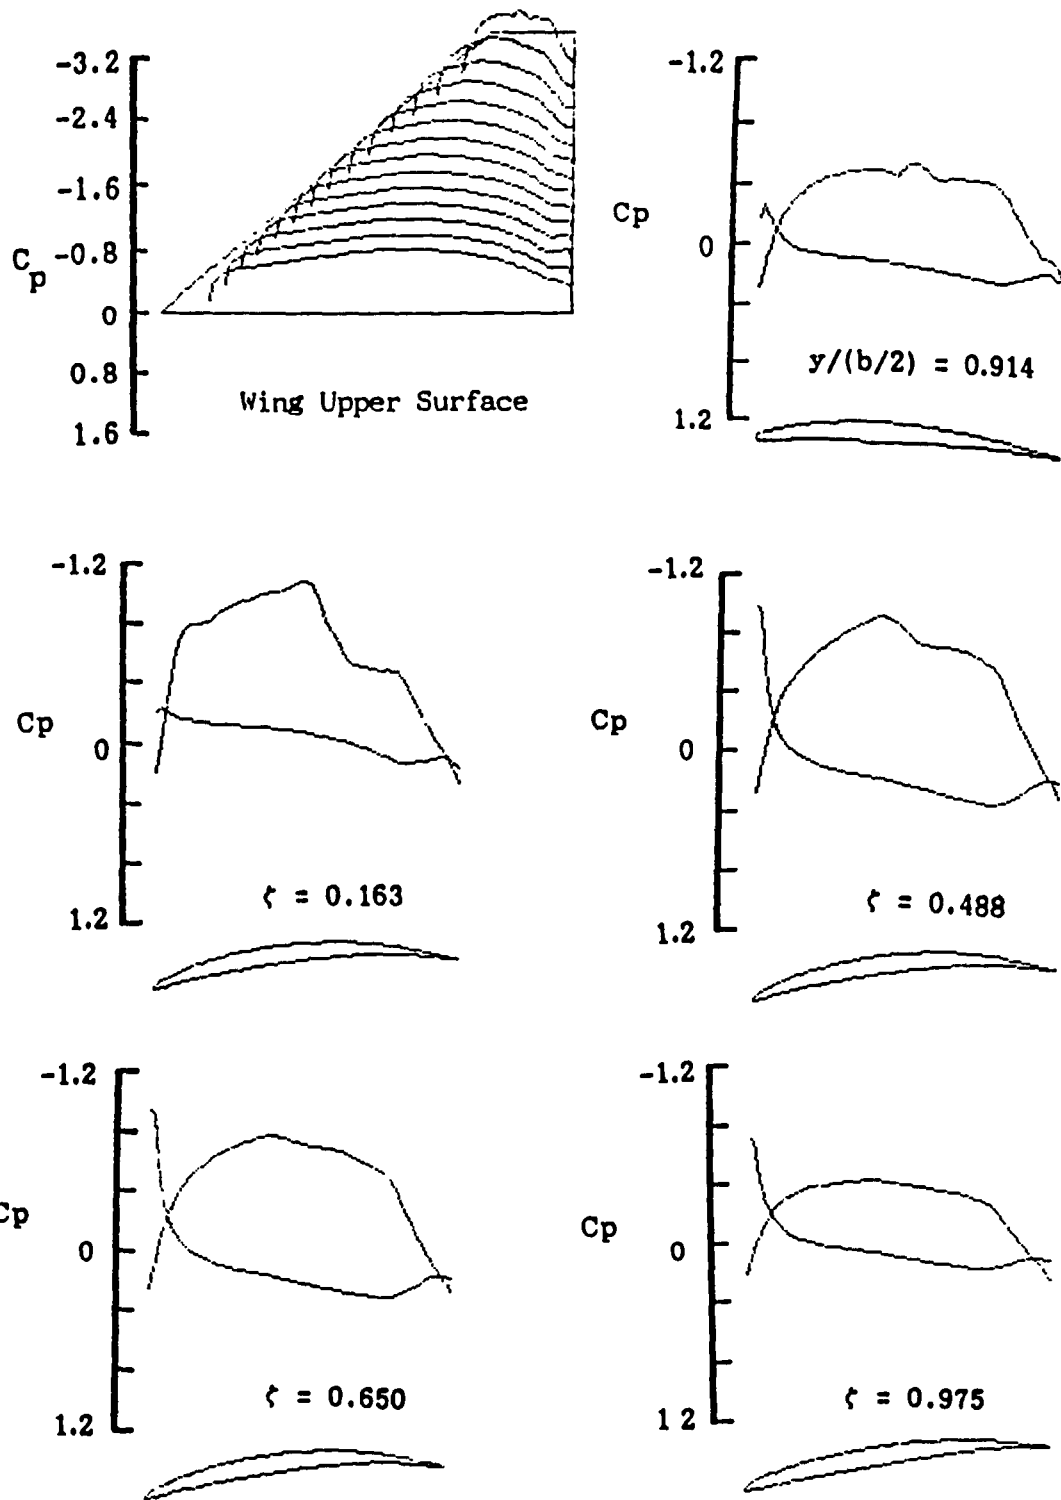 -3.2
-2.4
-1.6
-0.8
Cp
0
0.8
1.6
Wing Upper Surface
-1.2
Cp
0
y/(b/2) = 0.914
1.2
-1.2
Cp
0
ζ = 0.163
1.2
-1.2
Cp
0
ζ = 0.488
1.2
-1.2
Cp
0
ζ = 0.650
1.2
-1.2
Cp
0
ζ = 0.975
1 2